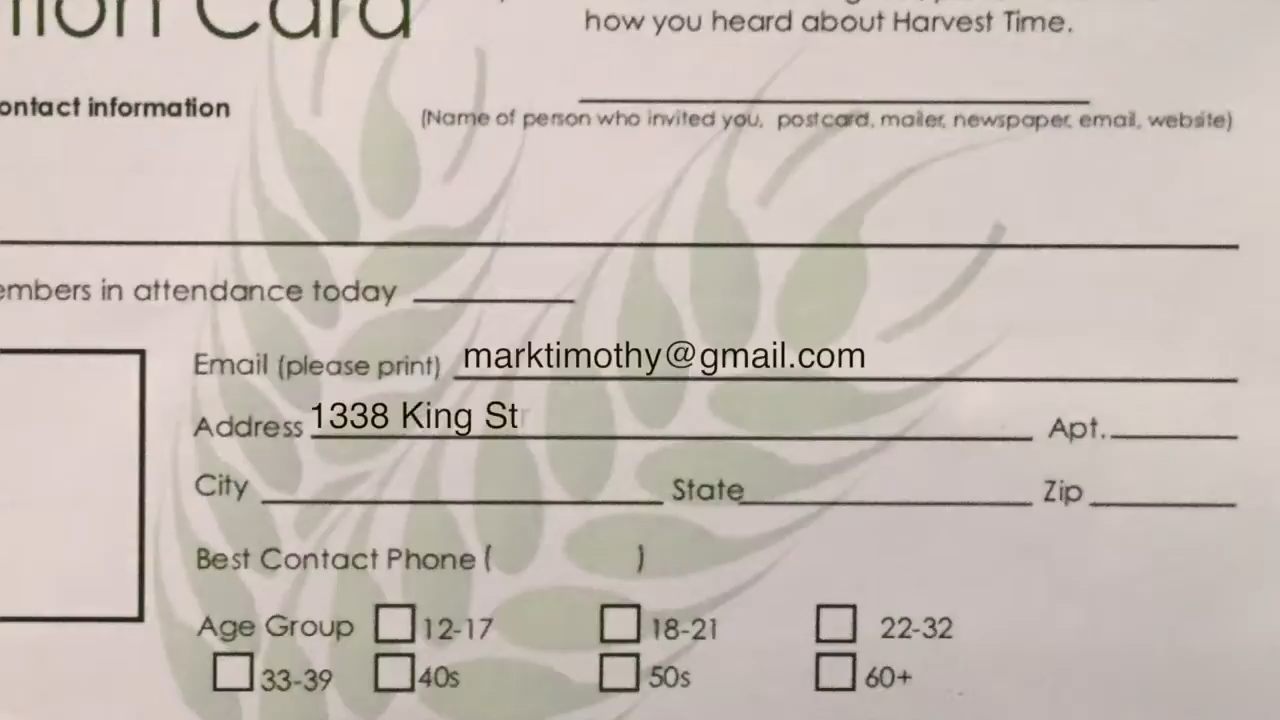 tion Card
how you heard about Harvest Time.
ontact information
(Name of person who invited you, postcard, mailer, newspaper, email, website)
embers in attendance today
Email (please print) marktimothy@gmail.com
Address 1338 King Str Apt.
City State Zip
Best Contact Phone ( )
Age Group 12-17 18-21 22-32
33-39 40s 50s 60+